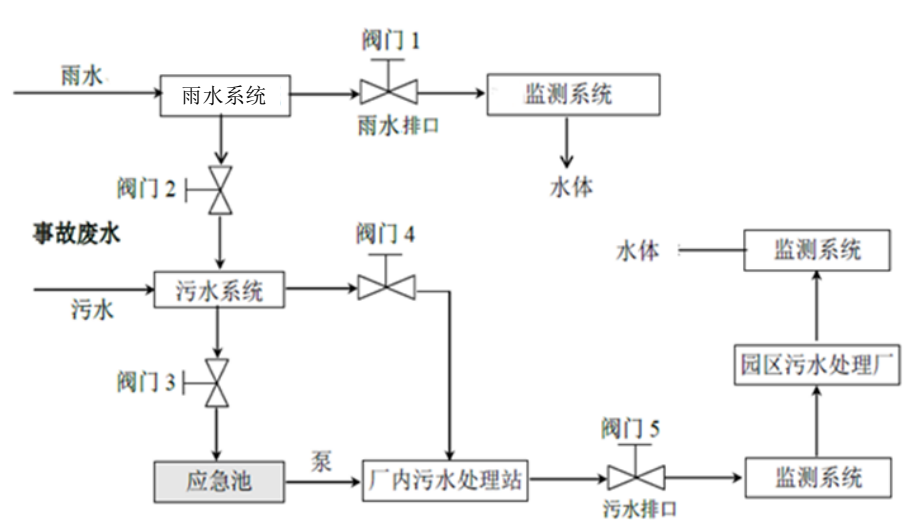 阀门 1
雨水
雨水系统
监测系统
雨水排口
阀门 2
水体
事故废水
阀门 4
水体
监测系统
污水系统
污水
阀门 3
园区污水处理厂
阀门 5
泵
应急池
厂内污水处理站
监测系统
污水排口